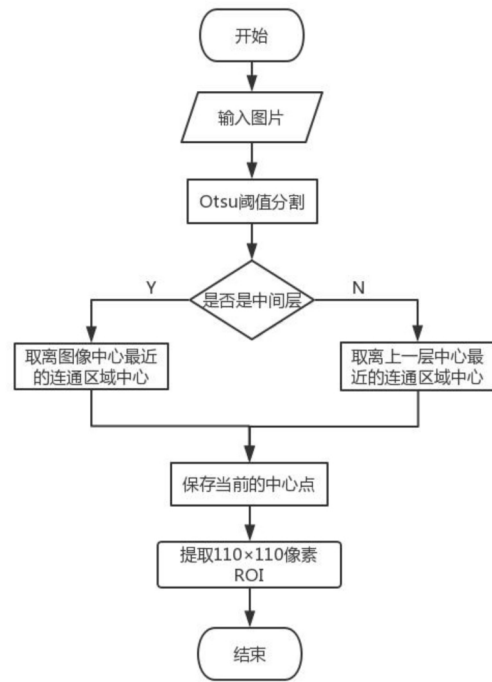 开始
输入图片
Otsu阈值分割
是否是中间层
Y
N
取离图像中心最近
的连通区域中心
取离上一层中心最
近的连通区域中心
保存当前的中心点
提取110×110像素
ROI
结束